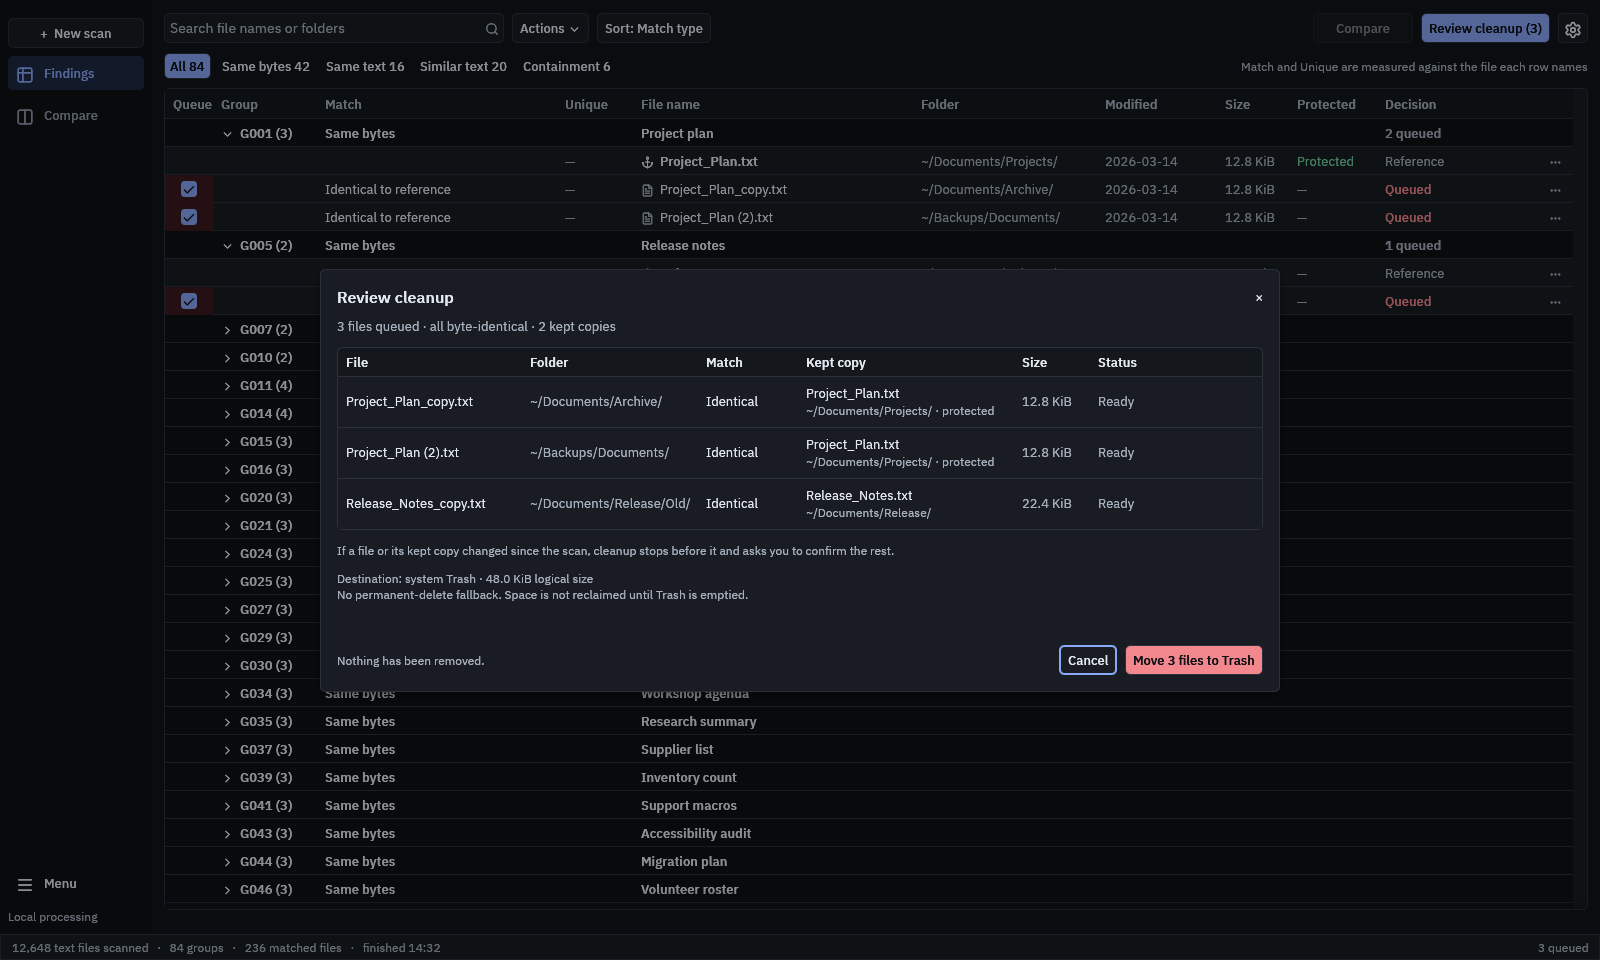 + New scan
Findings
Compare
Search file names or folders
Actions
Sort: Match type
Compare
Review cleanup (3)
All 84
Same bytes 42
Same text 16
Similar text 20
Containment 6
Match and Unique are measured against the file each row names
Queue Group Match Unique File name Folder Modified Size Protected Decision
G001 (3) Same bytes Project plan 2 queued
— Project_Plan.txt ~/Documents/Projects/ 2026-03-14 12.8 KiB Protected Reference ...
Identical to reference — Project_Plan_copy.txt ~/Documents/Archive/ 2026-03-14 12.8 KiB — Queued ...
Identical to reference — Project_Plan (2).txt ~/Backups/Documents/ 2026-03-14 12.8 KiB — Queued ...
G005 (2) Same bytes Release notes 1 queued
— Reference ...
— Queued ...
G007 (2)
G010 (2)
G011 (4)
G014 (4)
G015 (3)
G016 (3)
G020 (3)
G021 (3)
G024 (3)
G025 (3)
G027 (3)
G029 (3)
G030 (3)
G034 (3) Same bytes Workshop agenda
G035 (3) Same bytes Research summary
G037 (3) Same bytes Supplier list
G039 (3) Same bytes Inventory count
G041 (3) Same bytes Support macros
G043 (3) Same bytes Accessibility audit
G044 (3) Same bytes Migration plan
G046 (3) Same bytes Volunteer roster
Review cleanup ×
3 files queued · all byte-identical · 2 kept copies
File Folder Match Kept copy Size Status
Project_Plan_copy.txt ~/Documents/Archive/ Identical Project_Plan.txt 12.8 KiB Ready
~/Documents/Projects/ · protected
Project_Plan (2).txt ~/Backups/Documents/ Identical Project_Plan.txt 12.8 KiB Ready
~/Documents/Projects/ · protected
Release_Notes_copy.txt ~/Documents/Release/Old/ Identical Release_Notes.txt 22.4 KiB Ready
~/Documents/Release/
If a file or its kept copy changed since the scan, cleanup stops before it and asks you to confirm the rest.
Destination: system Trash · 48.0 KiB logical size
No permanent-delete fallback. Space is not reclaimed until Trash is emptied.
Nothing has been removed.
Cancel
Move 3 files to Trash
Menu
Local processing
12,648 text files scanned · 84 groups · 236 matched files · finished 14:32
3 queued